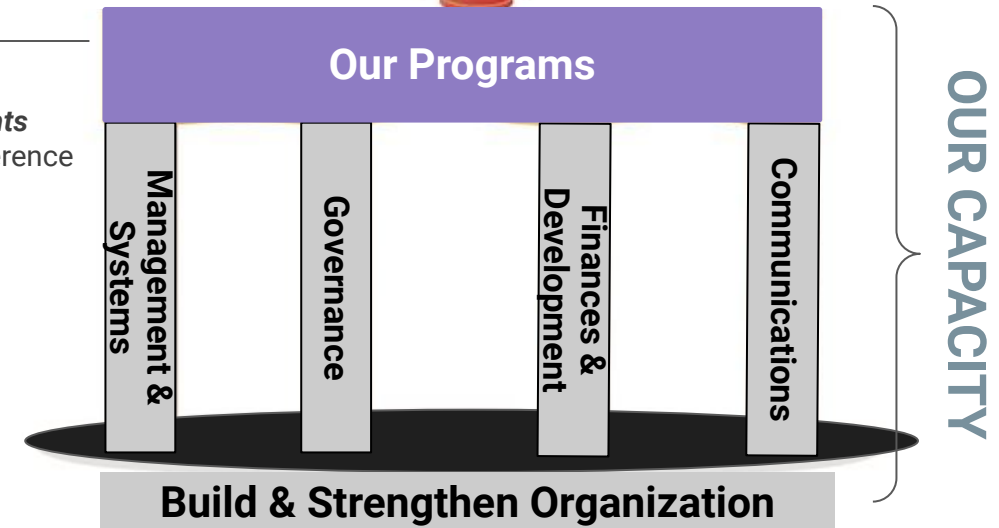 Our Programs
Management &
Systems
Governance
Finances &
Development
Communications
OUR CAPACITY
Build & Strengthen Organization